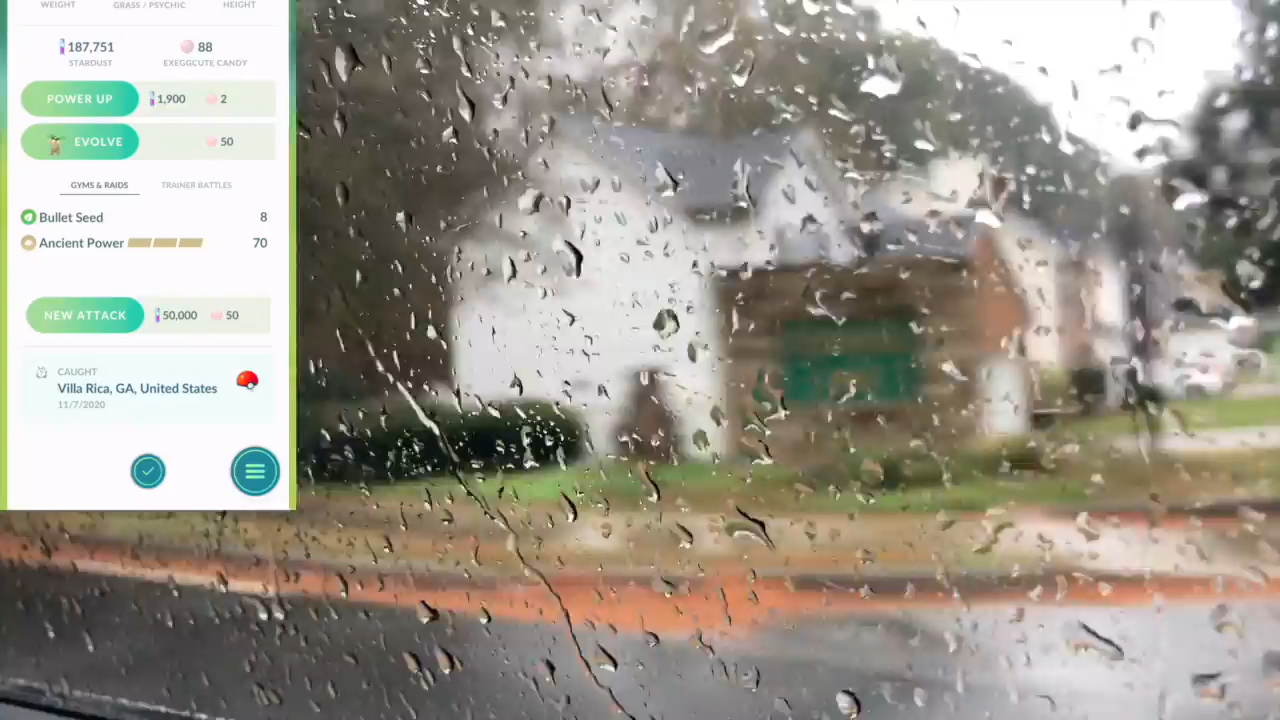 WEIGHT GRASS / PSYCHIC HEIGHT
187,751 88
STARDUST EXEGGCUTE CANDY
POWER UP 1,900 2
EVOLVE 50
GYMS & RAIDS TRAINER BATTLES
Bullet Seed 8
Ancient Power 70
NEW ATTACK 50,000 50
CAUGHT
Villa Rica, GA, United States
11/7/2020